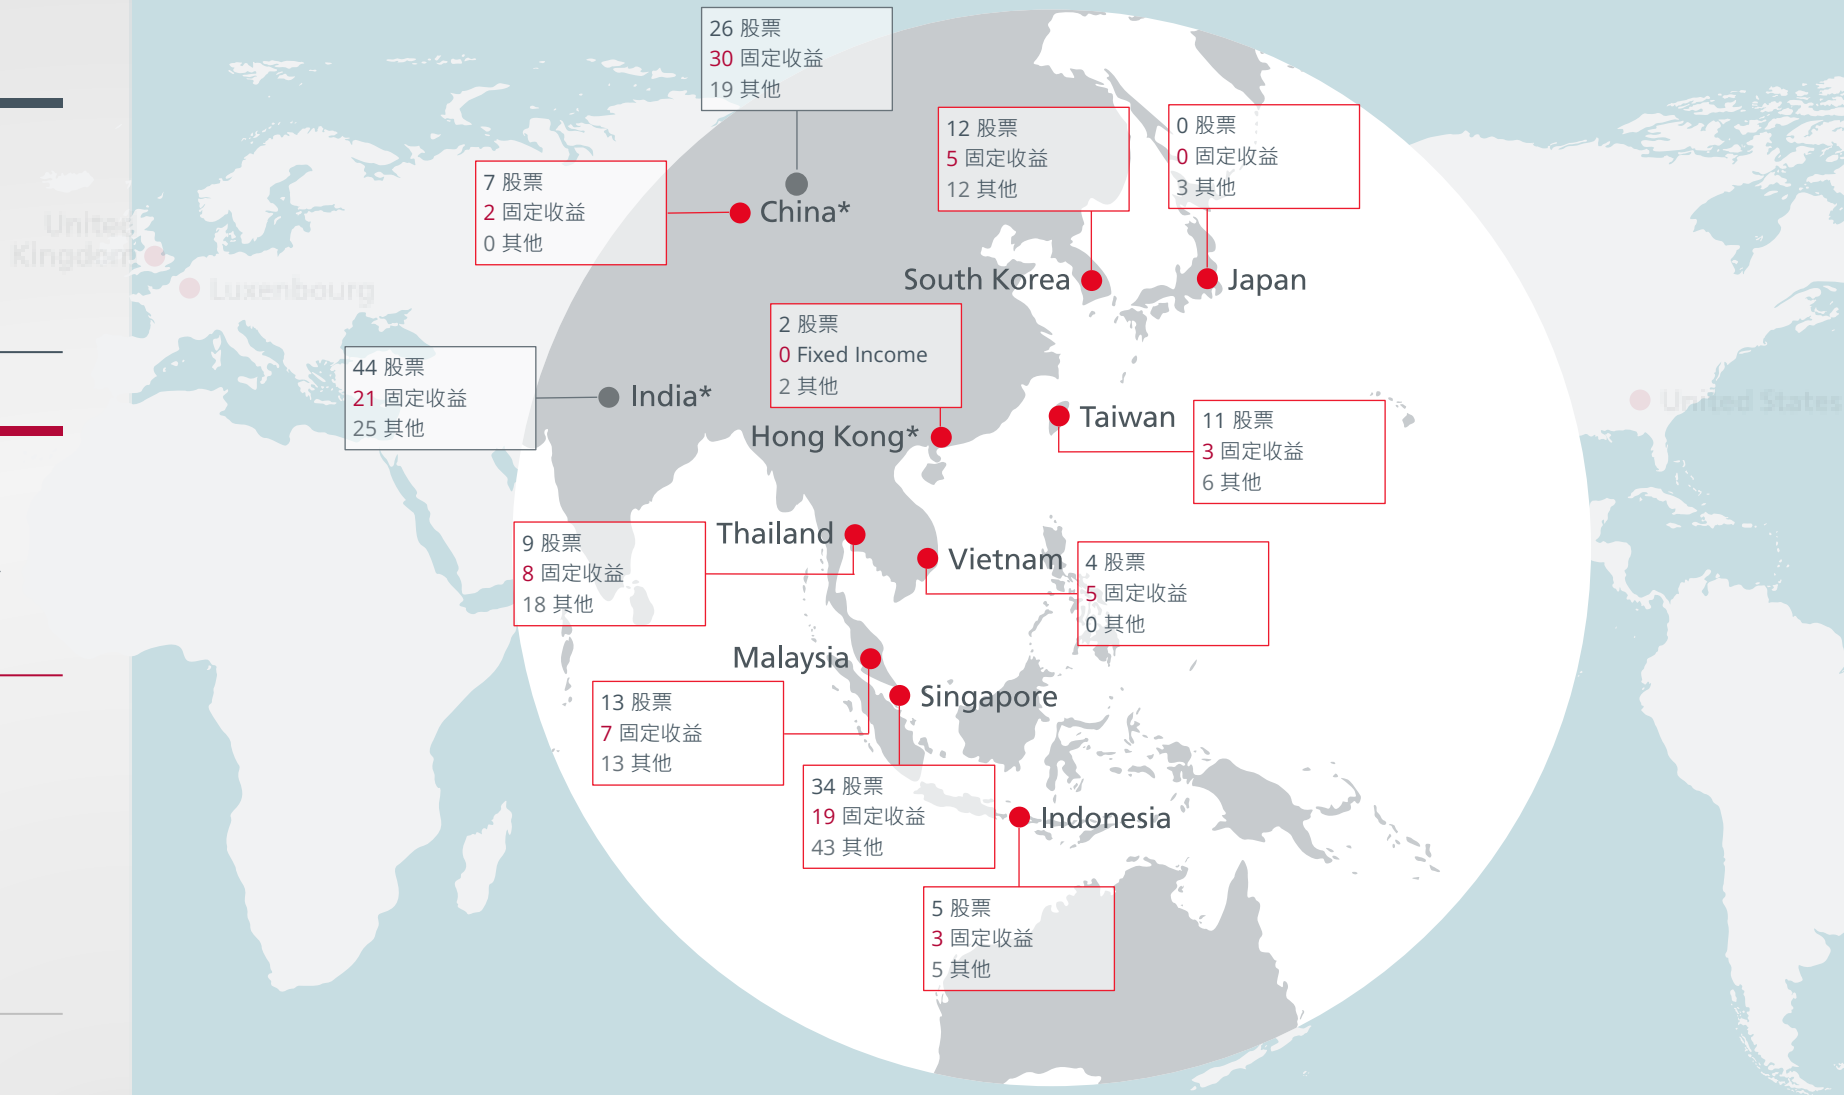 26 股票
30 固定收益
19 其他
12 股票
5 固定收益
12 其他
0 股票
0 固定收益
3 其他
7 股票
2 固定收益
0 其他
China*
United
Kingdom
Luxembourg
South Korea
Japan
2 股票
0 Fixed Income
2 其他
44 股票
21 固定收益
25 其他
India*
Hong Kong*
Taiwan
11 股票
3 固定收益
6 其他
United States
9 股票
8 固定收益
18 其他
Thailand
Vietnam
4 股票
5 固定收益
0 其他
Malaysia
Singapore
13 股票
7 固定收益
13 其他
34 股票
19 固定收益
43 其他
Indonesia
5 股票
3 固定收益
5 其他